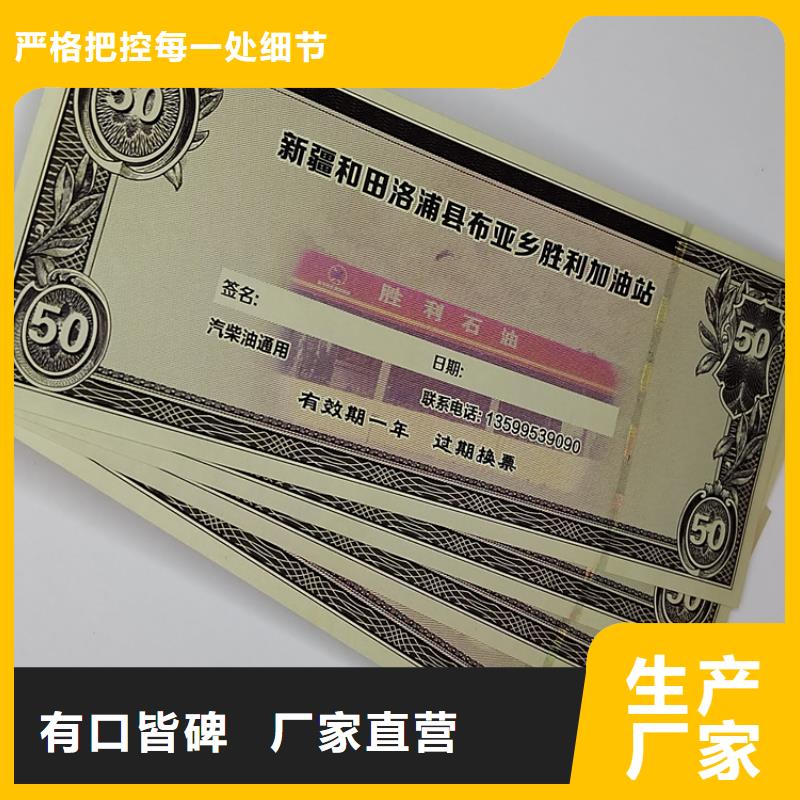 严格把控每一处细节
50
新疆和田洛浦县布亚乡胜利加油站
胜利石油
签名:
日期:
汽柴油通用
联系电话:13599539090
有效期一年 过期换票
50
50
50
50
有口皆碑 厂家直营
生产
厂家